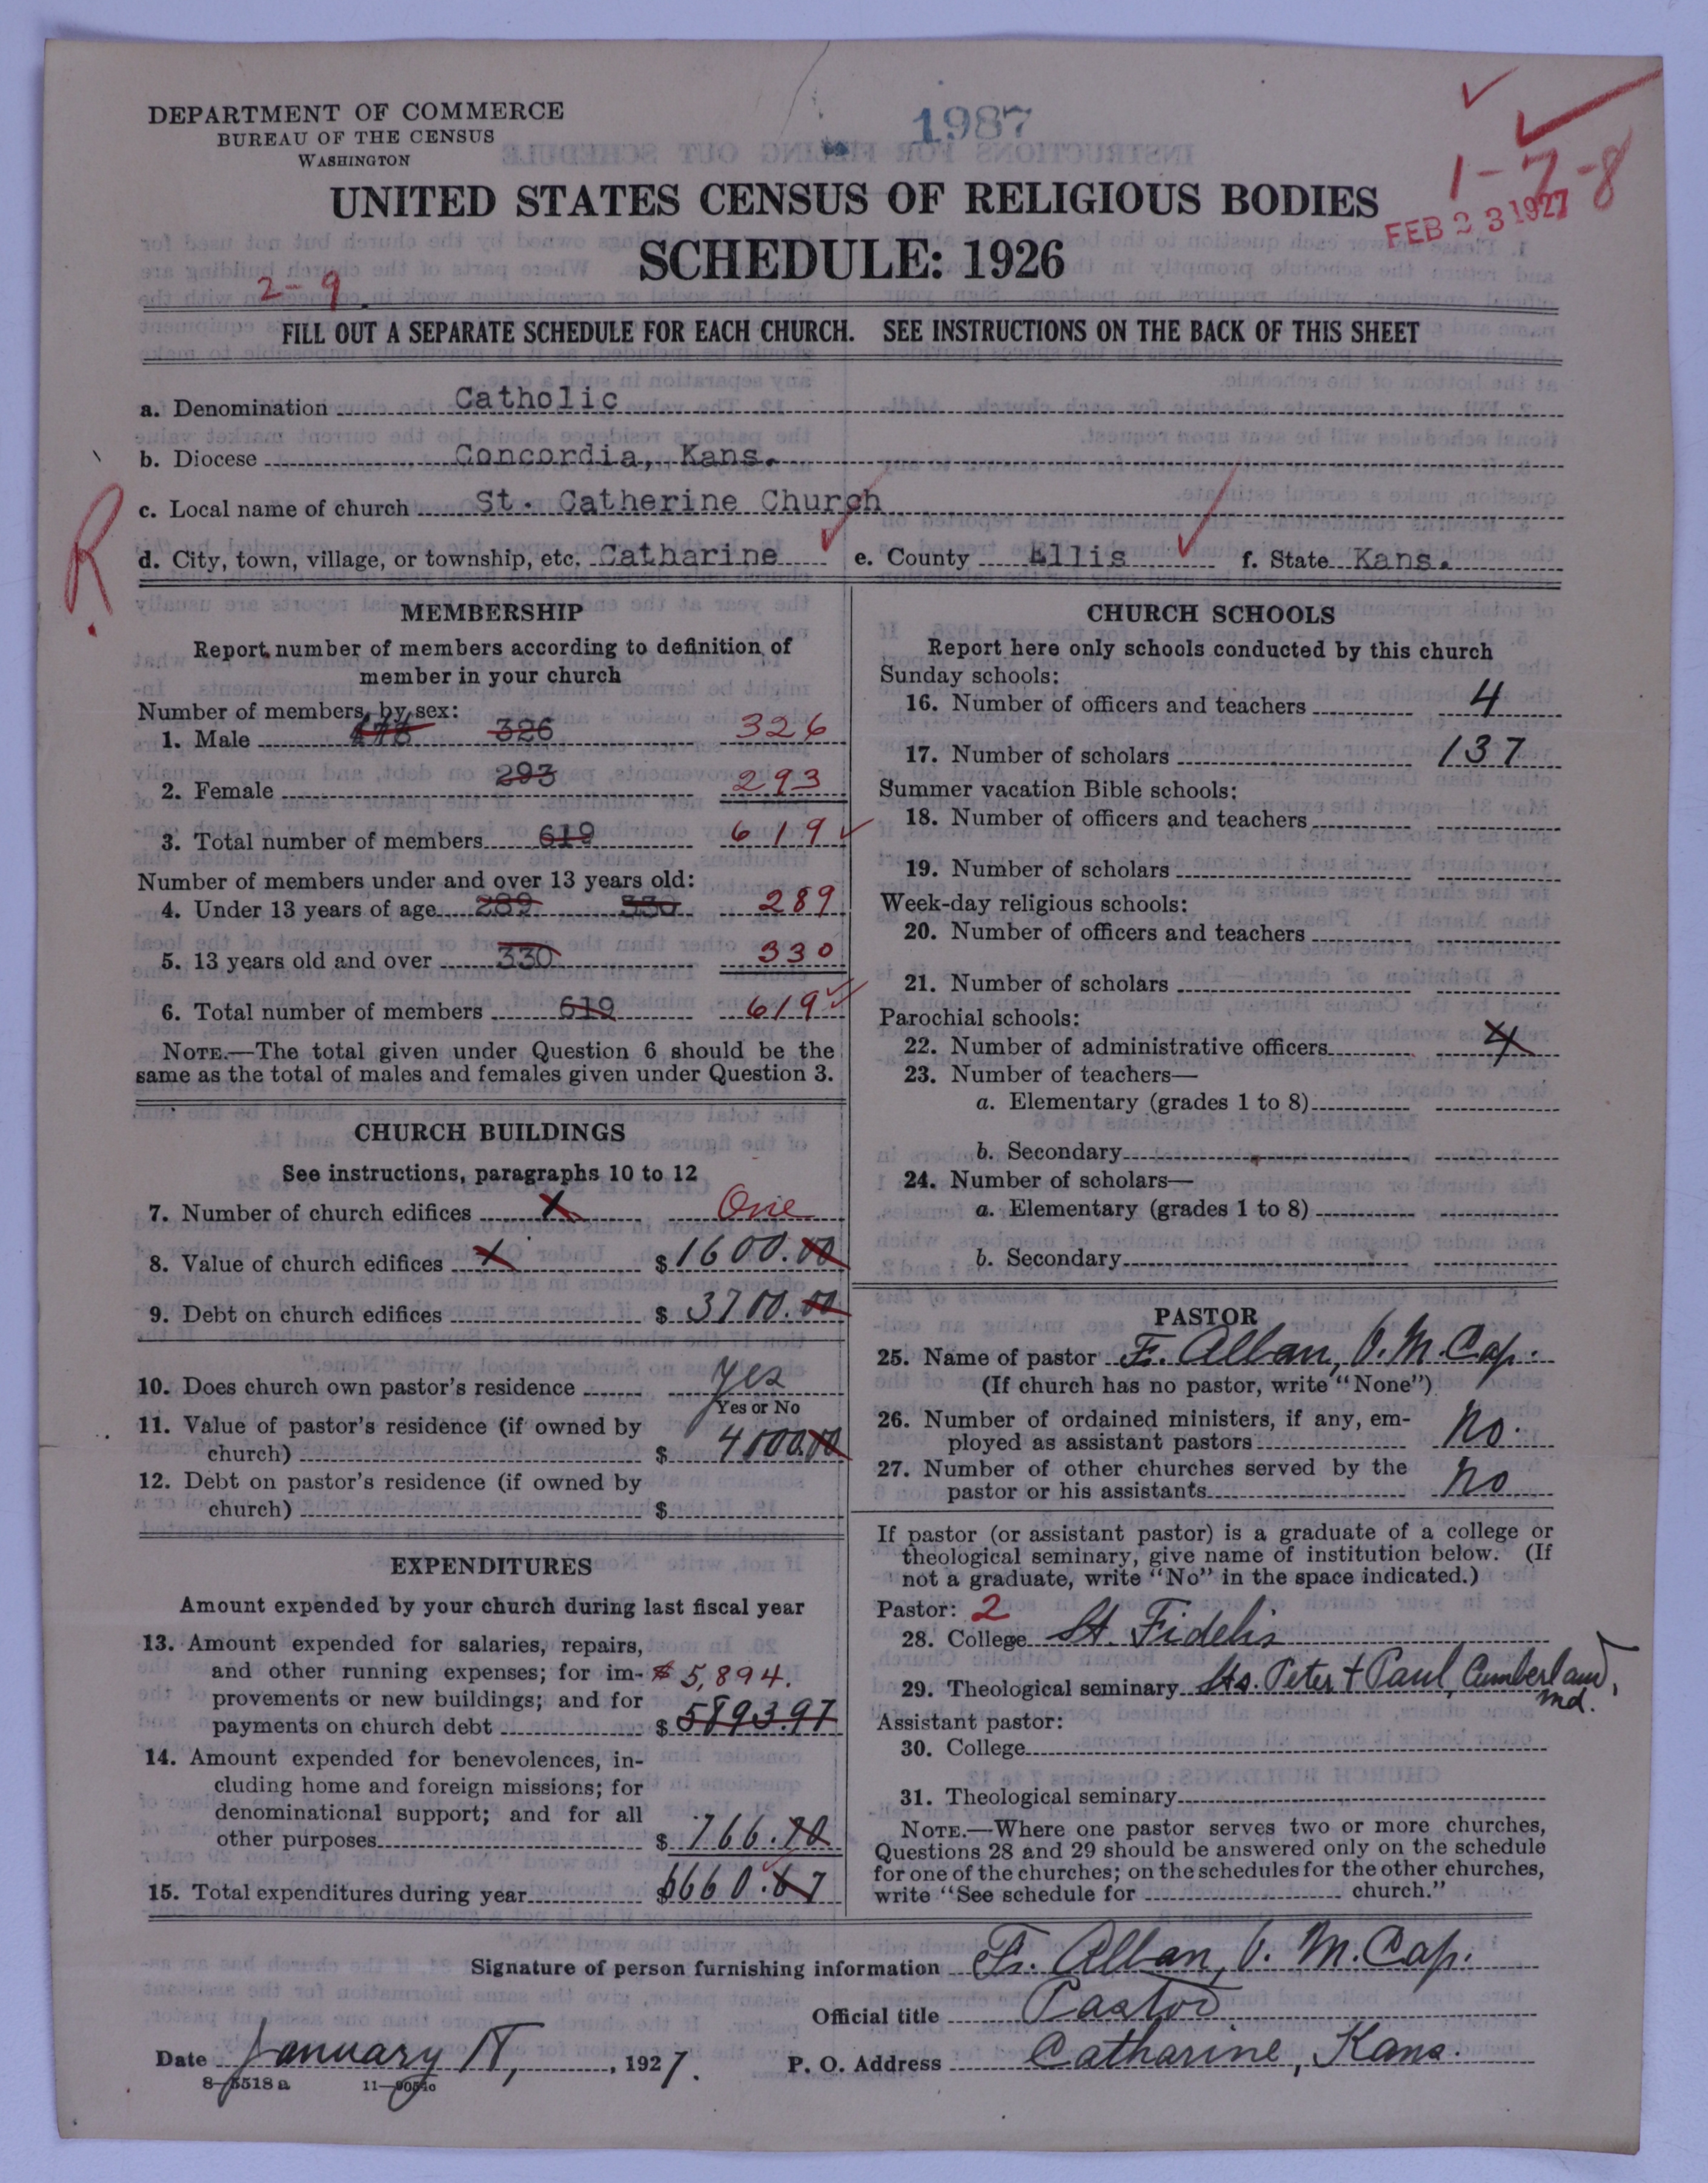 DEPARTMENT OF COMMERCE
BUREAU OF THE CENSUS
WASHINGTON
1987
1-7-8
FEB 23 1927
UNITED STATES CENSUS OF RELIGIOUS BODIES
SCHEDULE: 1926
2-9
FILL OUT A SEPARATE SCHEDULE FOR EACH CHURCH. SEE INSTRUCTIONS ON THE BACK OF THIS SHEET
a. Denomination Catholic
b. Diocese Concordia, Kans.
c. Local name of church St. Catherine Church
R
d. City, town, village, or township, etc. Catharine e. County Ellis f. State Kans.
MEMBERSHIP
Report number of members according to definition of
member in your church
Number of members, by sex:
1. Male 326 326
2. Female 293 293
3. Total number of members 619 619
Number of members under and over 13 years old:
4. Under 13 years of age 289 330 289
5. 13 years old and over 330 330
6. Total number of members 619 619
NOTE.—The total given under Question 6 should be the
same as the total of males and females given under Question 3.
CHURCH BUILDINGS
See instructions, paragraphs 10 to 12
7. Number of church edifices One
8. Value of church edifices $ 1600.00
9. Debt on church edifices $ 3700.00
10. Does church own pastor's residence Yes
Yes or No
11. Value of pastor's residence (if owned by
church) $ 4000.00
12. Debt on pastor's residence (if owned by
church) $
EXPENDITURES
Amount expended by your church during last fiscal year
13. Amount expended for salaries, repairs,
and other running expenses; for im- $ 5,894.
provements or new buildings; and for
payments on church debt $ 5893.97
14. Amount expended for benevolences, in-
cluding home and foreign missions; for
denominational support; and for all
other purposes $ 766.70
15. Total expenditures during year $6660.67
CHURCH SCHOOLS
Report here only schools conducted by this church
Sunday schools:
16. Number of officers and teachers 4
17. Number of scholars 137
Summer vacation Bible schools:
18. Number of officers and teachers
19. Number of scholars
Week-day religious schools:
20. Number of officers and teachers
21. Number of scholars
Parochial schools:
22. Number of administrative officers 4
23. Number of teachers—
a. Elementary (grades 1 to 8)
b. Secondary
24. Number of scholars—
a. Elementary (grades 1 to 8)
b. Secondary
PASTOR
25. Name of pastor F. Alban, O.M.Cap.
(If church has no pastor, write "None")
26. Number of ordained ministers, if any, em-
ployed as assistant pastors No.
27. Number of other churches served by the
pastor or his assistants No
If pastor (or assistant pastor) is a graduate of a college or
theological seminary, give name of institution below. (If
not a graduate, write "No" in the space indicated.)
Pastor: 2
28. College St. Fidelis
29. Theological seminary Sts. Peter + Paul, Cumberland,
Md.
Assistant pastor:
30. College
31. Theological seminary
NOTE.—Where one pastor serves two or more churches,
Questions 28 and 29 should be answered only on the schedule
for one of the churches; on the schedules for the other churches,
write "See schedule for church."
Signature of person furnishing information Fr. Alban, O.M.Cap.
Official title Pastor
Date January , 1927. P. O. Address Catharine, Kans.
8-5518a